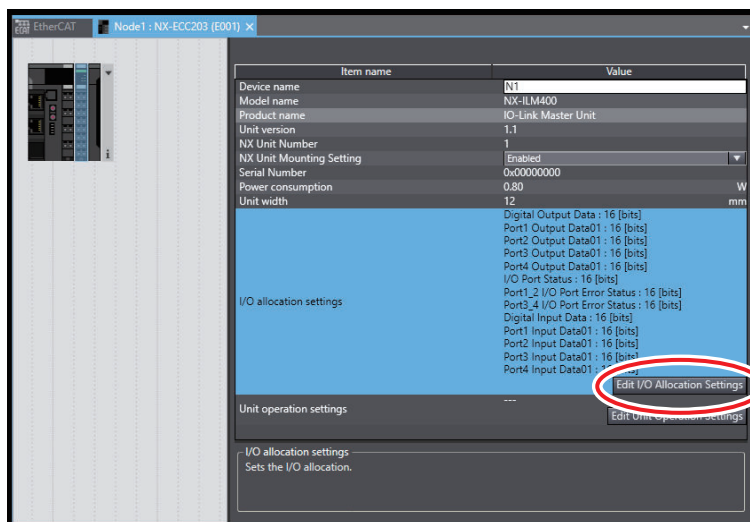 EtherCAT
Node1 : NX-ECC203 (E001)
Item name Value
Device name N1
Model name NX-ILM400
Product name IO-Link Master Unit
Unit version 1.1
NX Unit Number 1
NX Unit Mounting Setting Enabled
Serial Number 0x00000000
Power consumption 0.80 W
Unit width 12 mm
I/O allocation settings
Digital Output Data : 16 [bits]
Port1 Output Data01 : 16 [bits]
Port2 Output Data01 : 16 [bits]
Port3 Output Data01 : 16 [bits]
Port4 Output Data01 : 16 [bits]
I/O Port Status : 16 [bits]
Port1_2 I/O Port Error Status : 16 [bits]
Port3_4 I/O Port Error Status : 16 [bits]
Digital Input Data : 16 [bits]
Port1 Input Data01 : 16 [bits]
Port2 Input Data01 : 16 [bits]
Port3 Input Data01 : 16 [bits]
Port4 Input Data01 : 16 [bits]
Edit I/O Allocation Settings
Unit operation settings ---
Edit Unit Operation Settings
I/O allocation settings
Sets the I/O allocation.